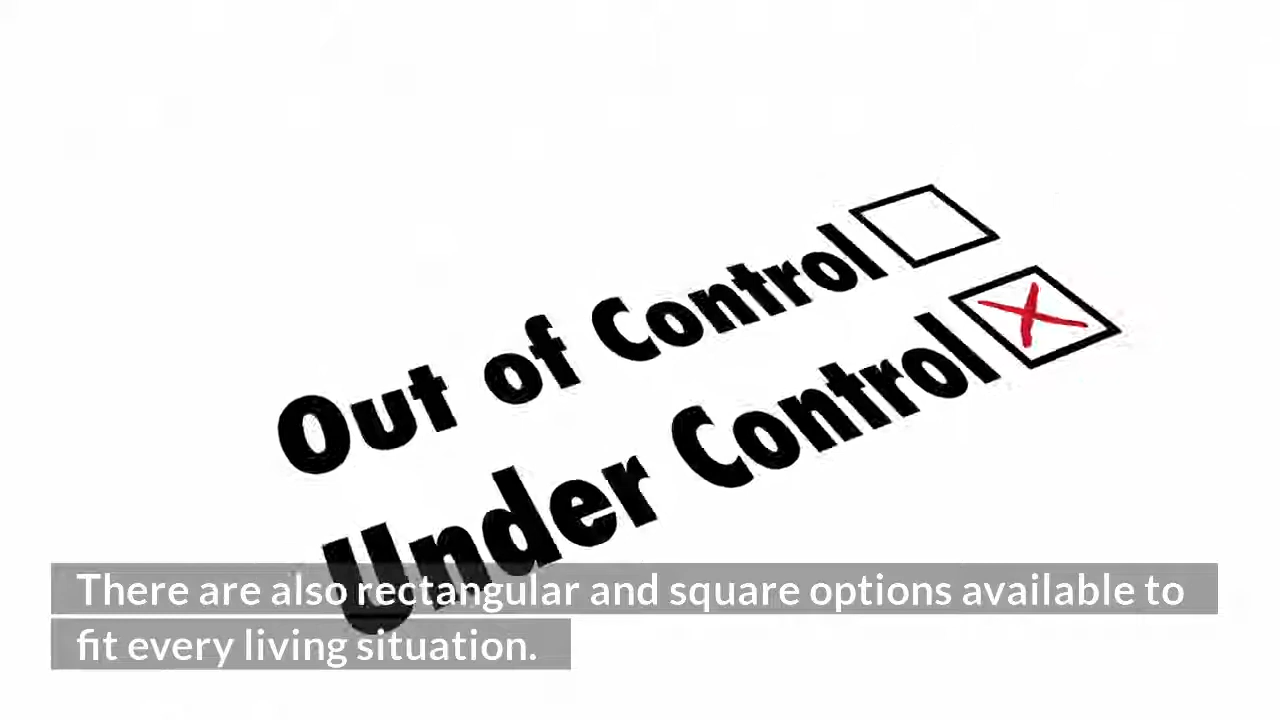 Out of Control
Under Control
There are also rectangular and square options available to
fit every living situation.